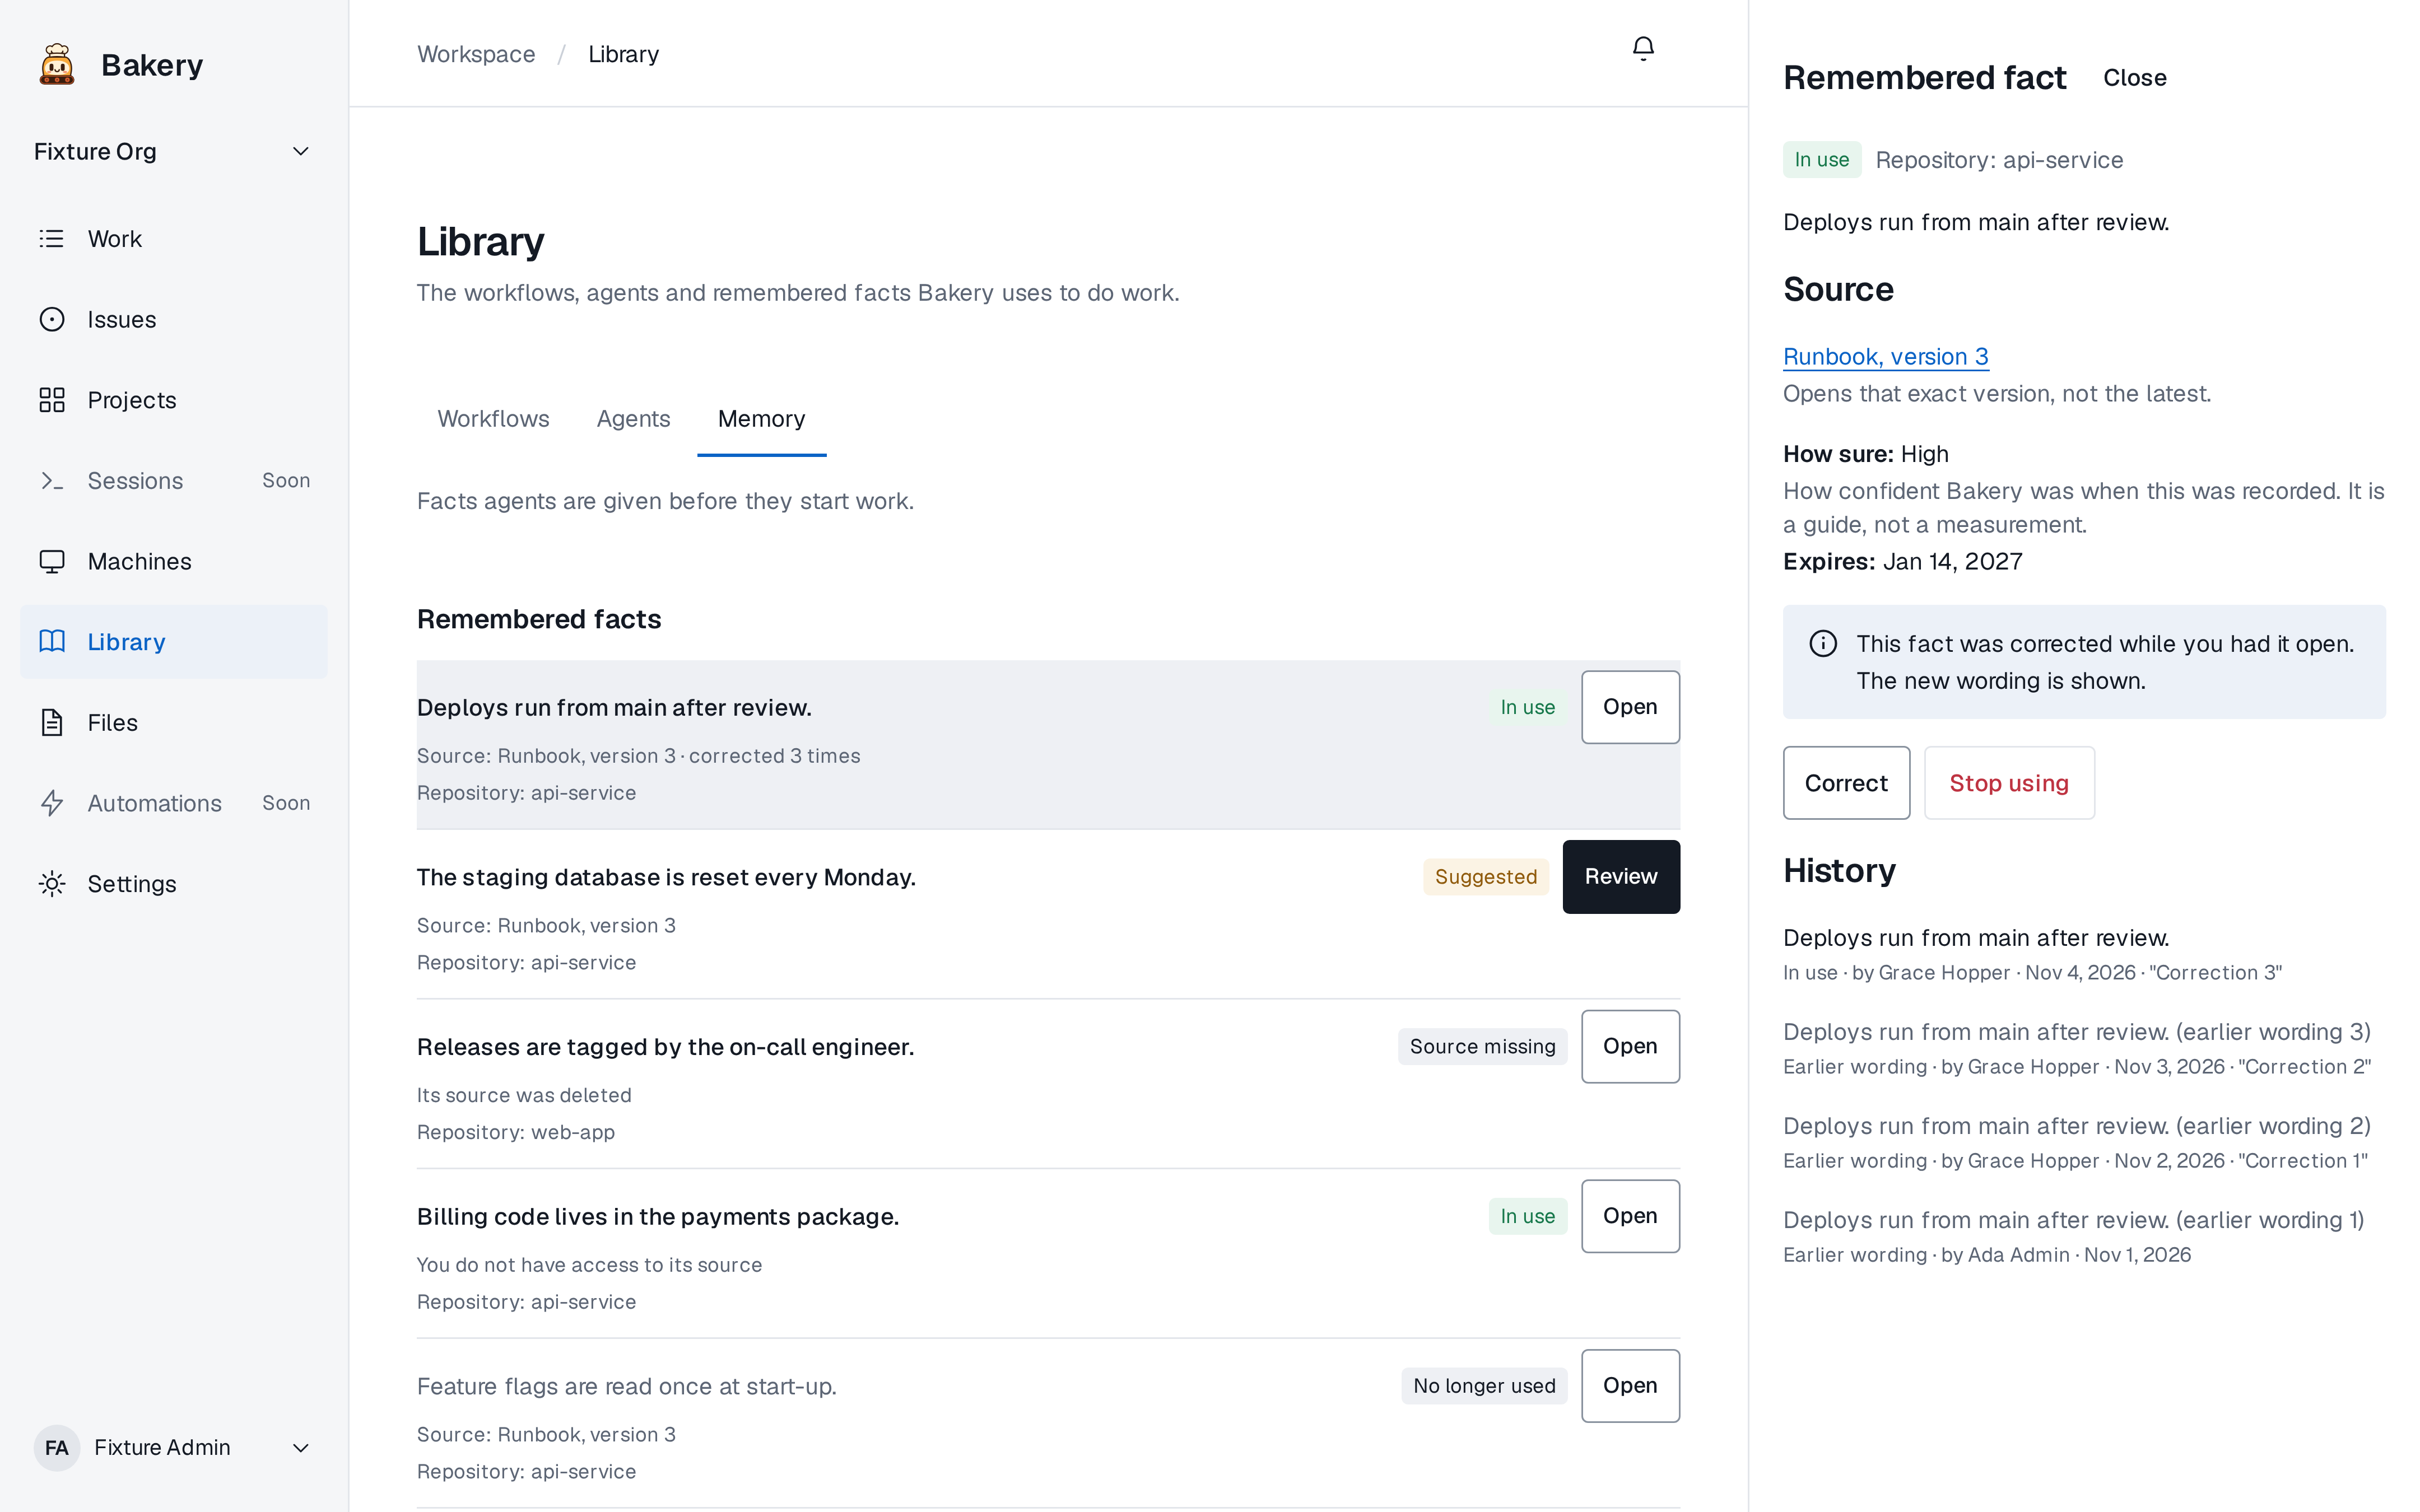 Bakery
Fixture Org
Work
Issues
Projects
Sessions Soon
Machines
Library
Files
Automations Soon
Settings
FA Fixture Admin
Workspace / Library
Library
The workflows, agents and remembered facts Bakery uses to do work.
Workflows Agents Memory
Facts agents are given before they start work.
Remembered facts
Deploys run from main after review. In use Open
Source: Runbook, version 3 · corrected 3 times
Repository: api-service
The staging database is reset every Monday. Suggested Review
Source: Runbook, version 3
Repository: api-service
Releases are tagged by the on-call engineer. Source missing Open
Its source was deleted
Repository: web-app
Billing code lives in the payments package. In use Open
You do not have access to its source
Repository: api-service
Feature flags are read once at start-up. No longer used Open
Source: Runbook, version 3
Repository: api-service
Remembered fact Close
In use Repository: api-service
Deploys run from main after review.
Source
Runbook, version 3
Opens that exact version, not the latest.
How sure: High
How confident Bakery was when this was recorded. It is
a guide, not a measurement.
Expires: Jan 14, 2027
This fact was corrected while you had it open.
The new wording is shown.
Correct Stop using
History
Deploys run from main after review.
In use · by Grace Hopper · Nov 4, 2026 · "Correction 3"
Deploys run from main after review. (earlier wording 3)
Earlier wording · by Grace Hopper · Nov 3, 2026 · "Correction 2"
Deploys run from main after review. (earlier wording 2)
Earlier wording · by Grace Hopper · Nov 2, 2026 · "Correction 1"
Deploys run from main after review. (earlier wording 1)
Earlier wording · by Ada Admin · Nov 1, 2026